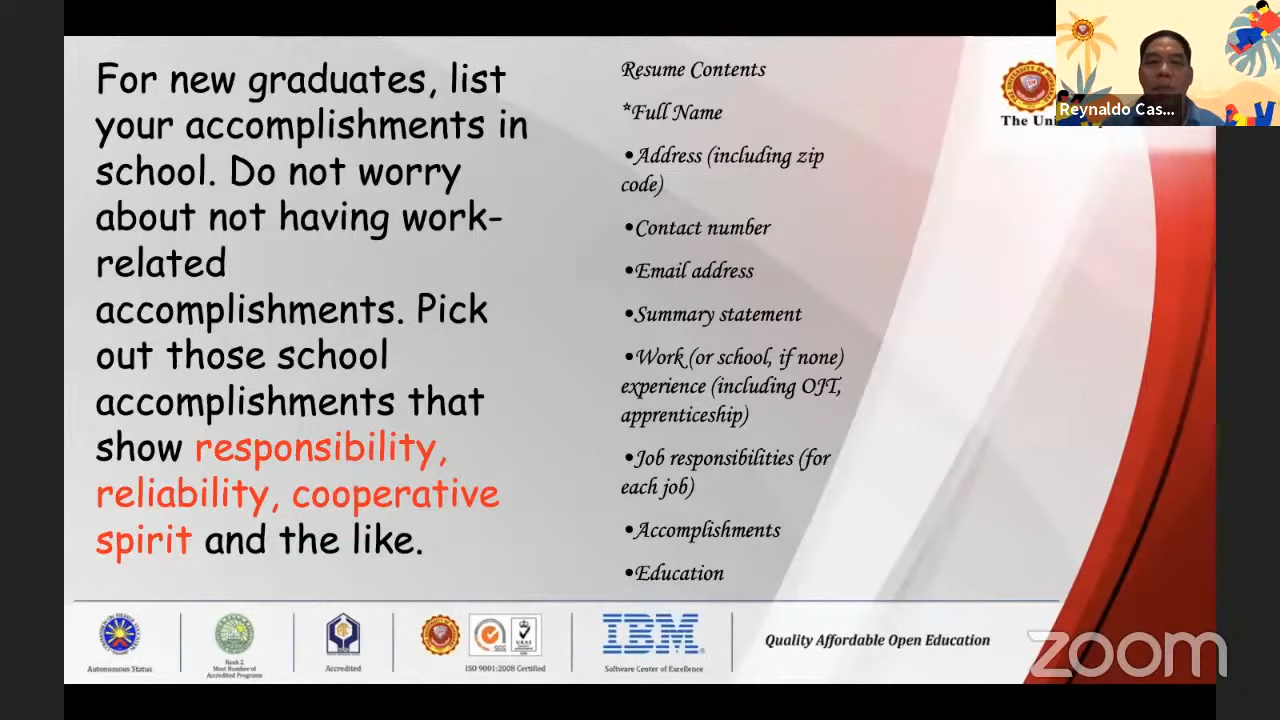 For new graduates, list
your accomplishments in
school. Do not worry
about not having work-
related
accomplishments. Pick
out those school
accomplishments that
show responsibility,
reliability, cooperative
spirit and the like.
Resume Contents
*Full Name
•Address (including zip
code)
•Contact number
•Email address
•Summary statement
•Work (or school, if none)
experience (including OJT,
apprenticeship)
•Job responsibilities (for
each job)
•Accomplishments
•Education
The Uni
Reynaldo Cas...
Autonomous Status
Rank 2
Most Number of
Accredited Programs
Accredited
SGS
UKAS
ISO 9001:2008 Certified
IBM
Software Center of Excellence
Quality Affordable Open Education
zoom